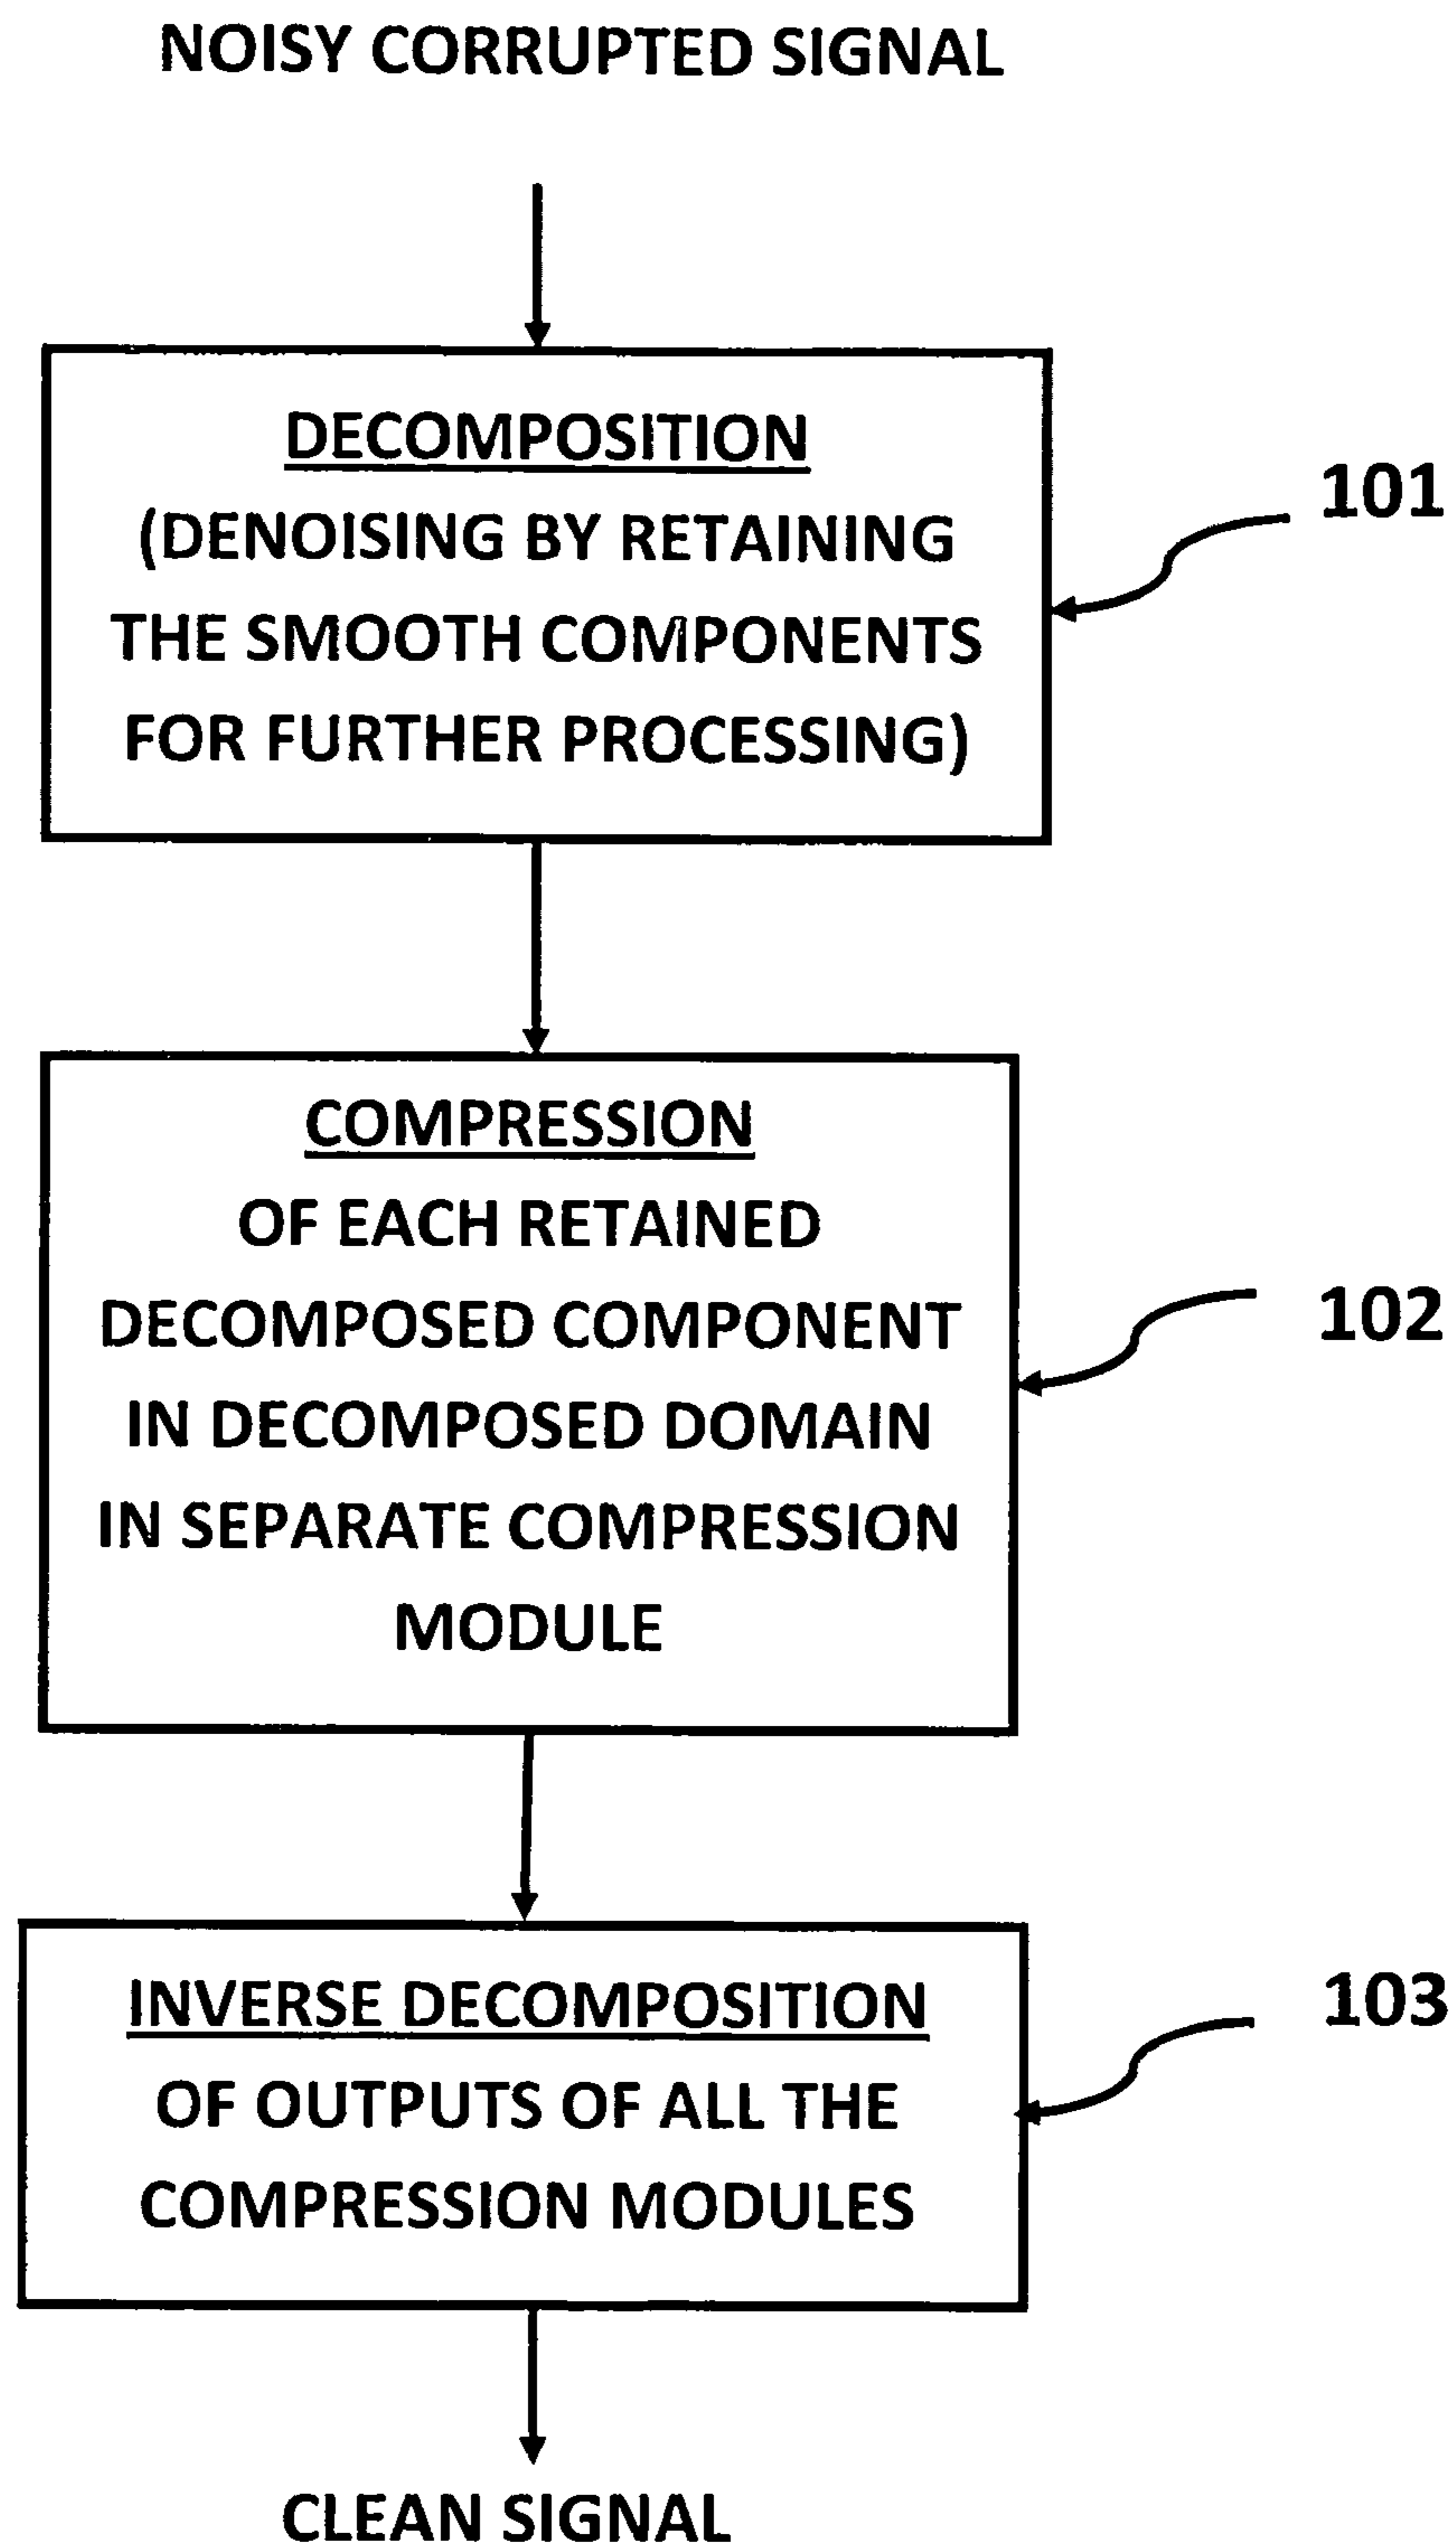 NOISY CORRUPTED SIGNAL
DECOMPOSITION
(DENOISING BY RETAINING
THE SMOOTH COMPONENTS
FOR FURTHER PROCESSING)
101
COMPRESSION
OF EACH RETAINED
DECOMPOSED COMPONENT
IN DECOMPOSED DOMAIN
IN SEPARATE COMPRESSION
MODULE
102
INVERSE DECOMPOSITION
OF OUTPUTS OF ALL THE
COMPRESSION MODULES
103
CLEAN SIGNAL